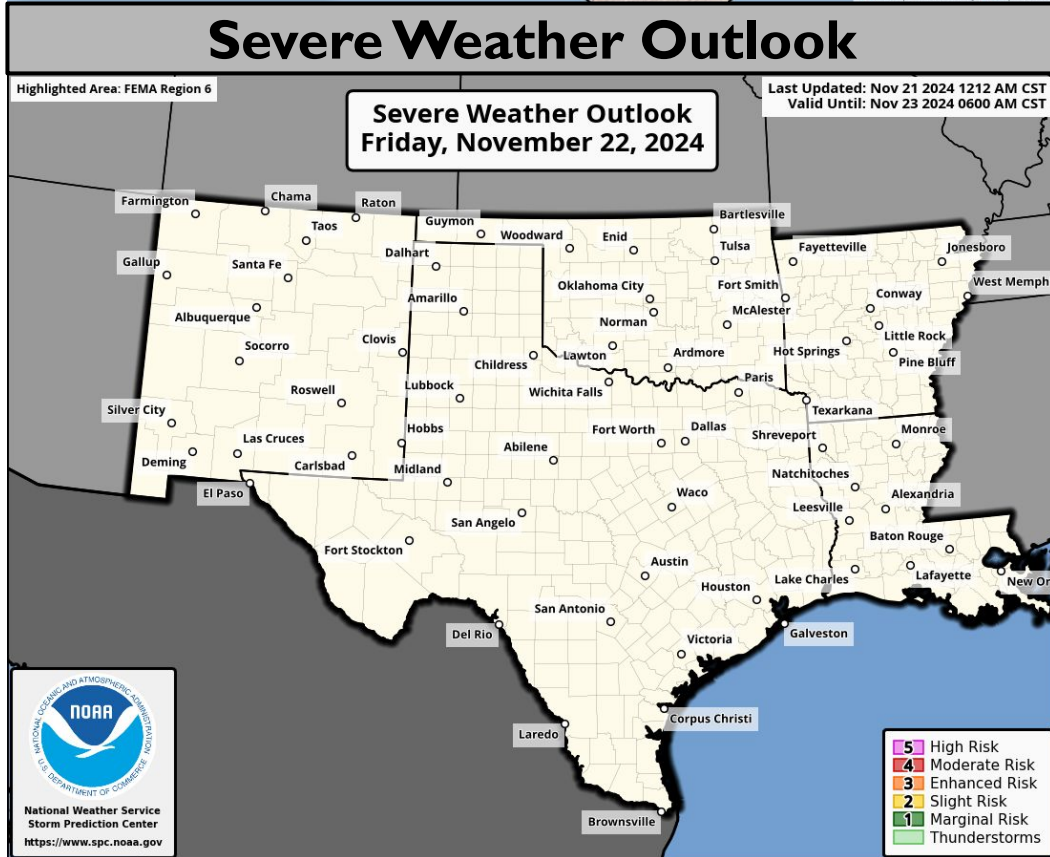 Severe Weather Outlook
Highlighted Area: FEMA Region 6
Last Updated: Nov 21 2024 1212 AM CST
Valid Until: Nov 23 2024 0600 AM CST
Severe Weather Outlook
Friday, November 22, 2024
Farmington
Chama
Raton
Taos
Guymon
Woodward
Enid
Bartlesville
Tulsa
Fayetteville
Jonesboro
Gallup
Santa Fe
Dalhart
Oklahoma City
Fort Smith
West Memph
Albuquerque
Amarillo
Norman
McAlester
Conway
Socorro
Clovis
Childress
Lawton
Ardmore
Hot Springs
Little Rock
Pine Bluff
Roswell
Lubbock
Wichita Falls
Paris
Silver City
Texarkana
Las Cruces
Hobbs
Abilene
Fort Worth
Dallas
Shreveport
Monroe
Deming
Carlsbad
Midland
Natchitoches
El Paso
San Angelo
Waco
Leesville
Alexandria
Fort Stockton
Baton Rouge
Austin
Houston
Lake Charles
Lafayette
New Or
San Antonio
Del Rio
Victoria
Galveston
Laredo
Corpus Christi
Brownsville
NATIONAL OCEANIC AND ATMOSPHERIC ADMINISTRATION
NOAA
U.S. DEPARTMENT OF COMMERCE
National Weather Service
Storm Prediction Center
https://www.spc.noaa.gov
5 High Risk
4 Moderate Risk
3 Enhanced Risk
2 Slight Risk
1 Marginal Risk
Thunderstorms